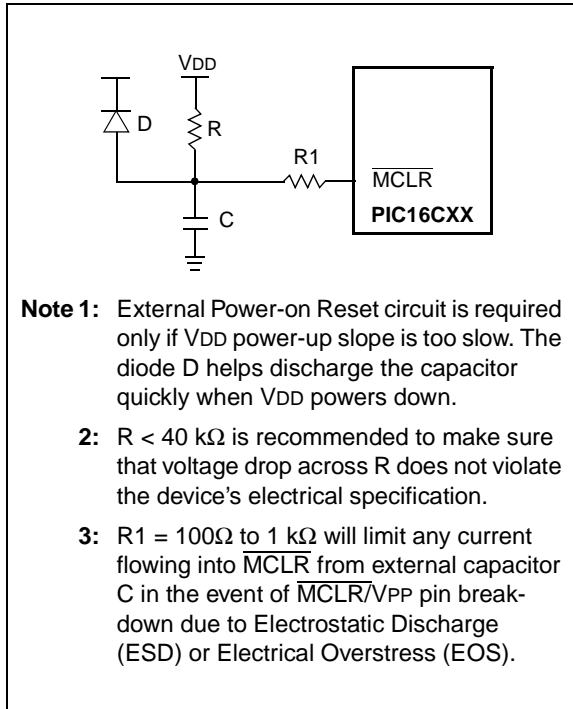 VDD
D
R
R1
MCLR
PIC16CXX
C
Note 1: External Power-on Reset circuit is required
only if VDD power-up slope is too slow. The
diode D helps discharge the capacitor
quickly when VDD powers down.
2: R < 40 kΩ is recommended to make sure
that voltage drop across R does not violate
the device's electrical specification.
3: R1 = 100Ω to 1 kΩ will limit any current
flowing into MCLR from external capacitor
C in the event of MCLR/VPP pin break-
down due to Electrostatic Discharge
(ESD) or Electrical Overstress (EOS).